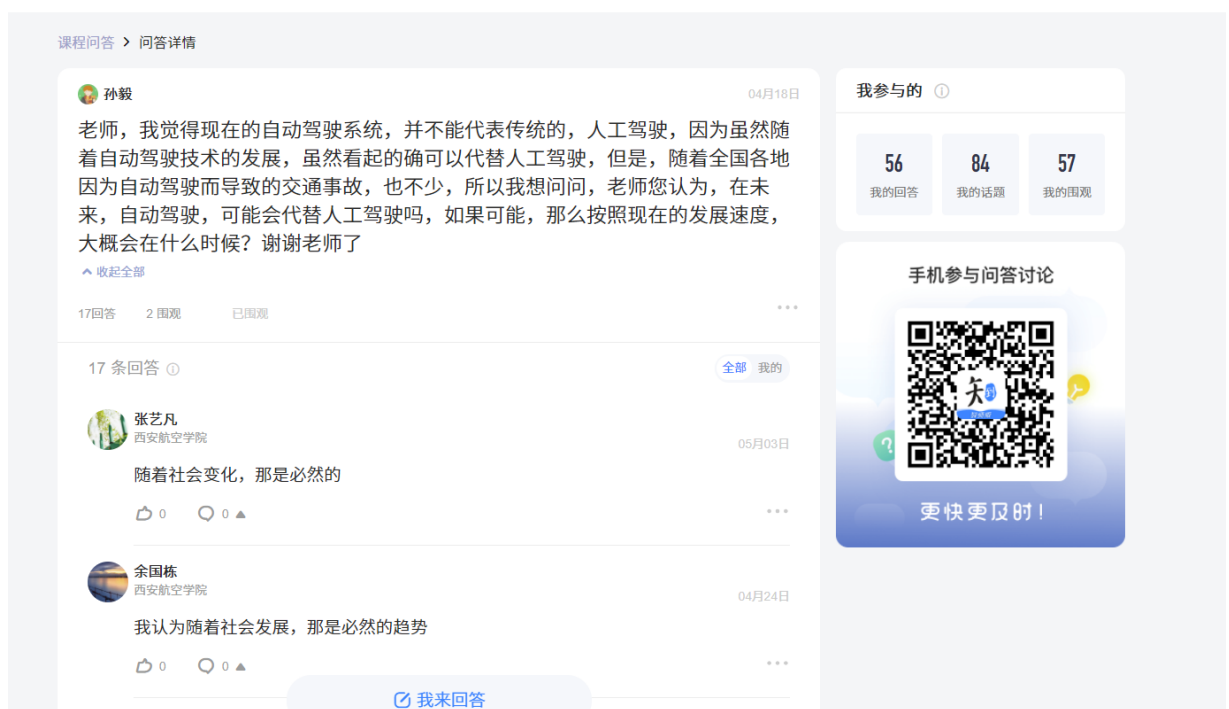 课程问答 > 问答详情
孙毅
04月18日
老师，我觉得现在的自动驾驶系统，并不能代表传统的，人工驾驶，因为虽然随
着自动驾驶技术的发展，虽然看起的确可以代替人工驾驶，但是，随着全国各地
因为自动驾驶而导致的交通事故，也不少，所以我想问问，老师您认为，在未
来，自动驾驶，可能会代替人工驾驶吗，如果可能，那么按照现在的发展速度，
大概会在什么时候？谢谢老师了
收起全部
17回答 2 围观 已围观
17 条回答
全部 我的
张艺凡
西安航空学院
05月03日
随着社会变化，那是必然的
0 0
余国栋
西安航空学院
04月24日
我认为随着社会发展，那是必然的趋势
0 0
我来回答
我参与的
56 84 57
我的回答 我的话题 我的围观
手机参与问答讨论
知
更快更及时！